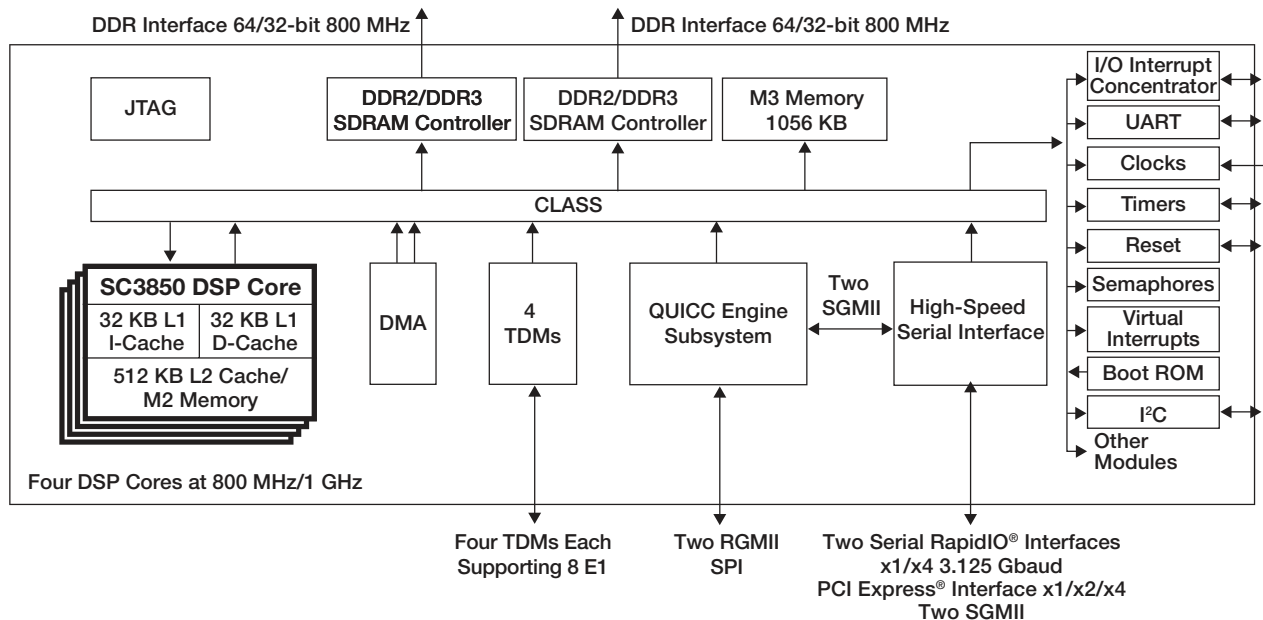 DDR Interface 64/32-bit 800 MHz
DDR Interface 64/32-bit 800 MHz
JTAG
DDR2/DDR3
SDRAM Controller
DDR2/DDR3
SDRAM Controller
M3 Memory
1056 KB
I/O Interrupt
Concentrator
UART
Clocks
Timers
Reset
Semaphores
Virtual
Interrupts
Boot ROM
I²C
Other
Modules
CLASS
SC3850 DSP Core
32 KB L1
I-Cache
32 KB L1
D-Cache
512 KB L2 Cache/
M2 Memory
DMA
4
TDMs
QUICC Engine
Subsystem
Two
SGMII
High-Speed
Serial Interface
Four DSP Cores at 800 MHz/1 GHz
Four TDMs Each
Supporting 8 E1
Two RGMII
SPI
Two Serial RapidIO® Interfaces
x1/x4 3.125 Gbaud
PCI Express® Interface x1/x2/x4
Two SGMII